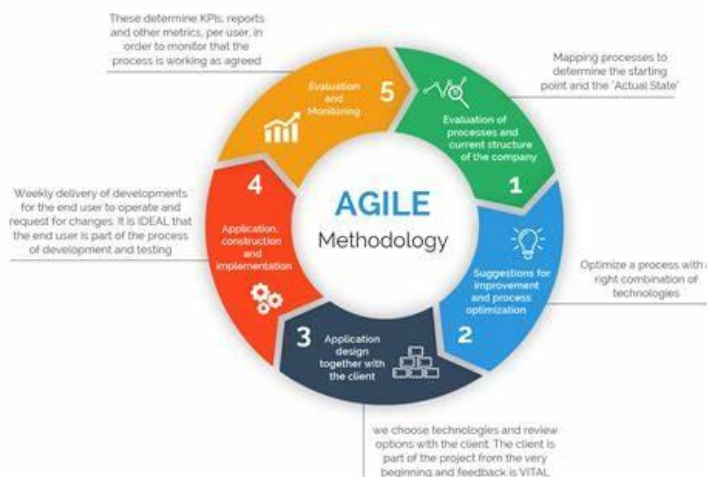 These determine KPIs, reports
and other metrics, per user, in
order to monitor that the
process is working as agreed
Mapping processes to
determine the starting
point and the "Actual State"
5
Evaluation
and
Monitoring
Evaluation of
processes and
current structure
of the company
1
AGILE
Methodology
4
Application,
construction
and
implementation
Weekly delivery of developments
for the end user to operate and
request for changes. It is IDEAL that
the end user is part of the process
of development and testing
Suggestions for
improvement
and process
optimization
2
Optimize a process with a
right combination of
technologies
3
Application
design
together with
the client
we choose technologies and review
options with the client. The client is
part of the project from the very
beginning and feedback is VITAL